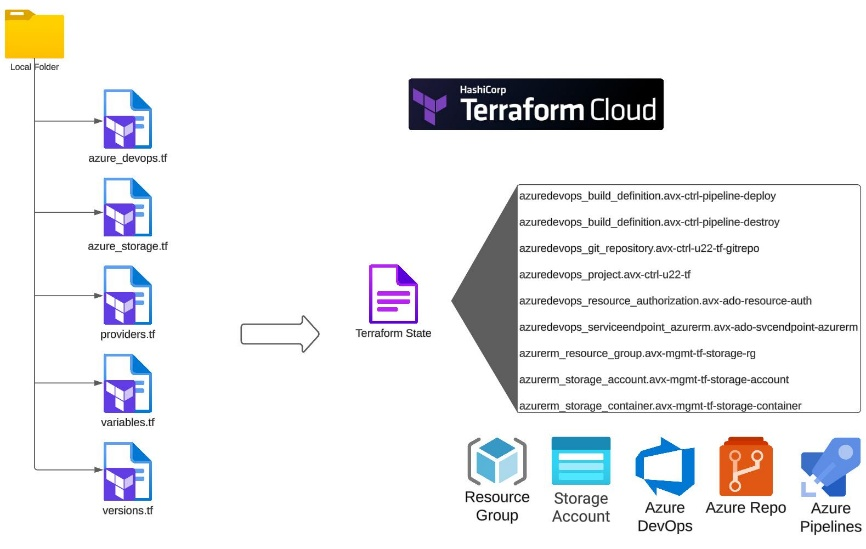 Local Folder
azure_devops.tf
azure_storage.tf
providers.tf
variables.tf
versions.tf
HashiCorp
Terraform Cloud
Terraform State
azuredevops_build_definition.avx-ctrl-pipeline-deploy
azuredevops_build_definition.avx-ctrl-pipeline-destroy
azuredevops_git_repository.avx-ctrl-u22-tf-gitrepo
azuredevops_project.avx-ctrl-u22-tf
azuredevops_resource_authorization.avx-ado-resource-auth
azuredevops_serviceendpoint_azurerm.avx-ado-svcendpoint-azurerm
azurerm_resource_group.avx-mgmt-tf-storage-rg
azurerm_storage_account.avx-mgmt-tf-storage-account
azurerm_storage_container.avx-mgmt-tf-storage-container
Resource
Group
Storage
Account
Azure
DevOps
Azure Repo
Azure
Pipelines